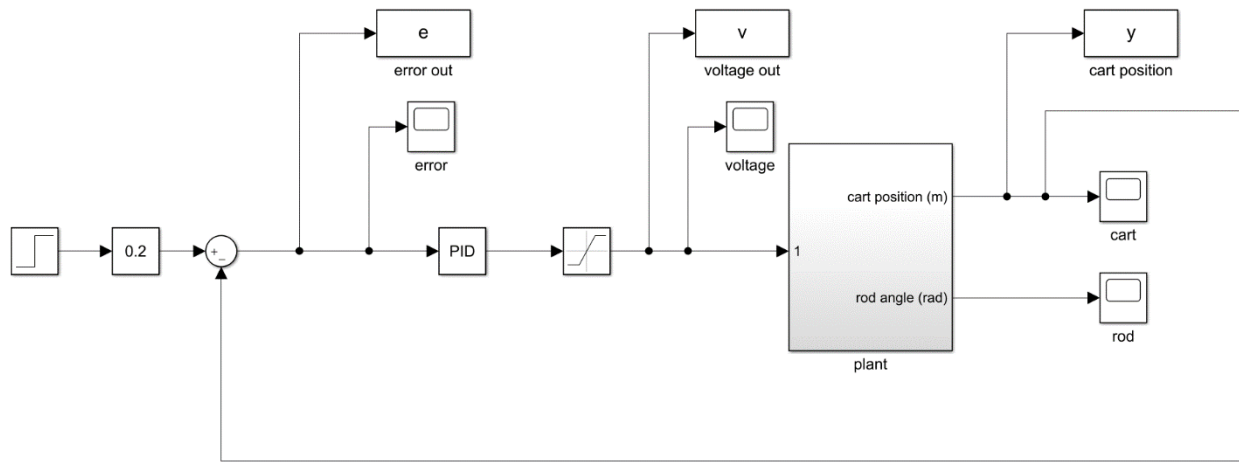 e
error out
v
voltage out
y
cart position
error
voltage
cart position (m)
cart
0.2
+
−
PID
1
rod angle (rad)
rod
plant